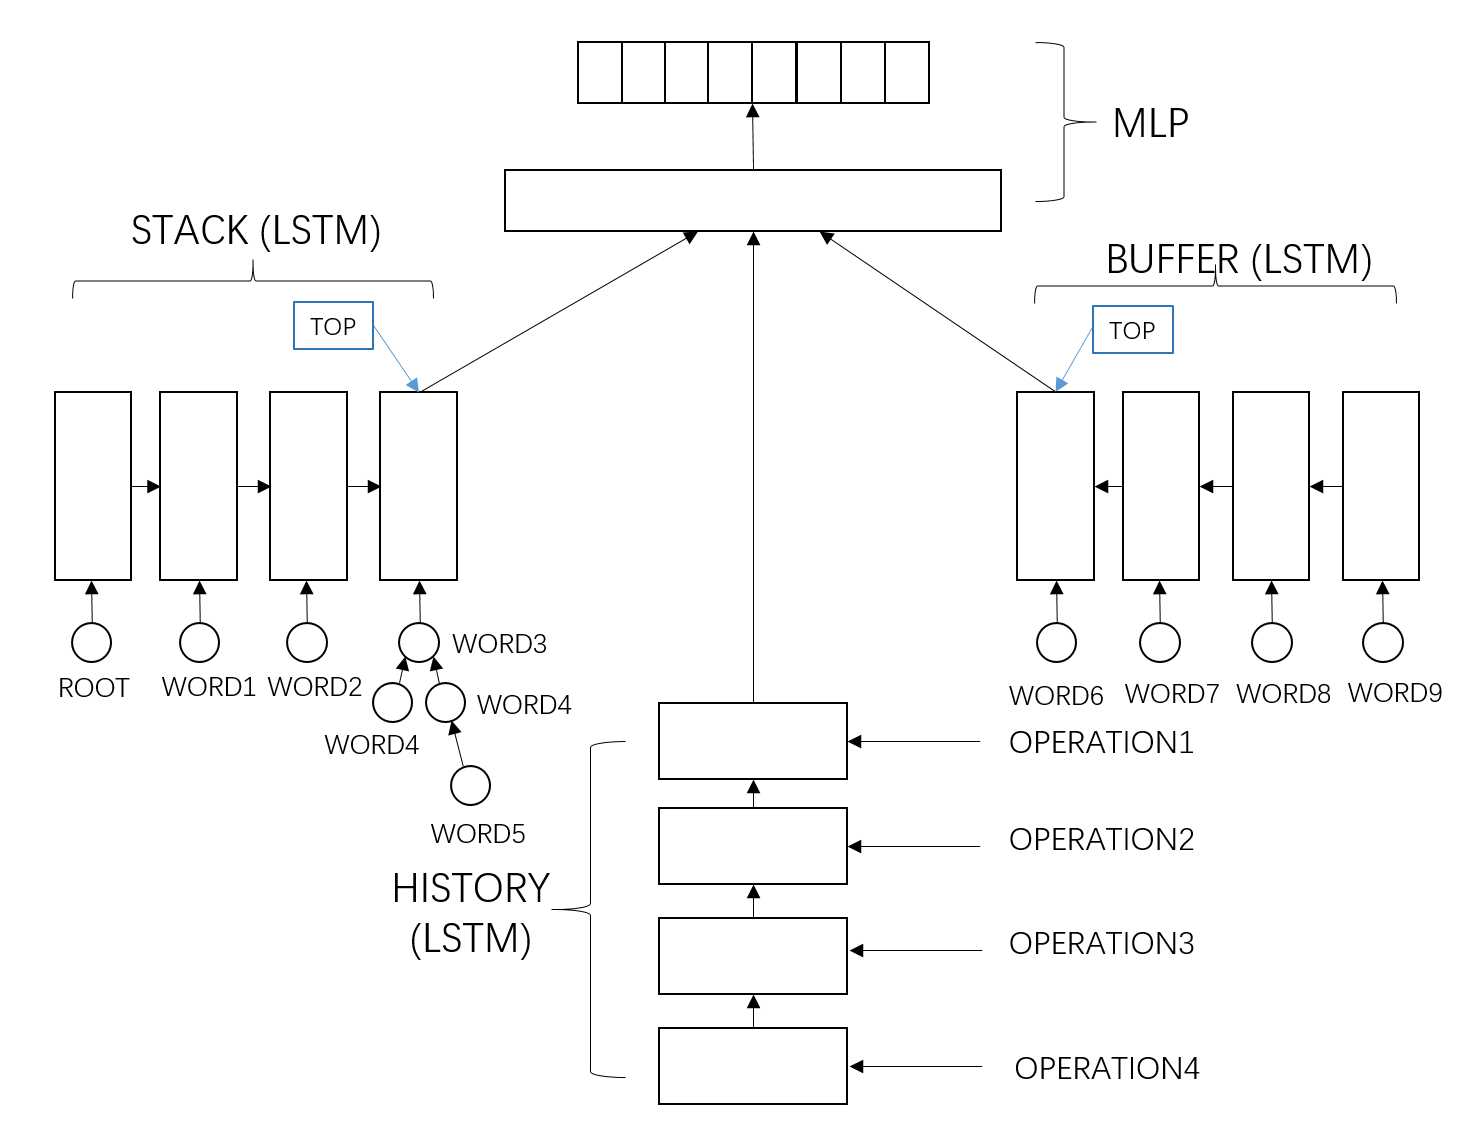 MLP
STACK (LSTM)
BUFFER (LSTM)
TOP
TOP
ROOT
WORD1
WORD2
WORD3
WORD4
WORD4
WORD5
WORD6
WORD7
WORD8
WORD9
HISTORY
(LSTM)
OPERATION1
OPERATION2
OPERATION3
OPERATION4